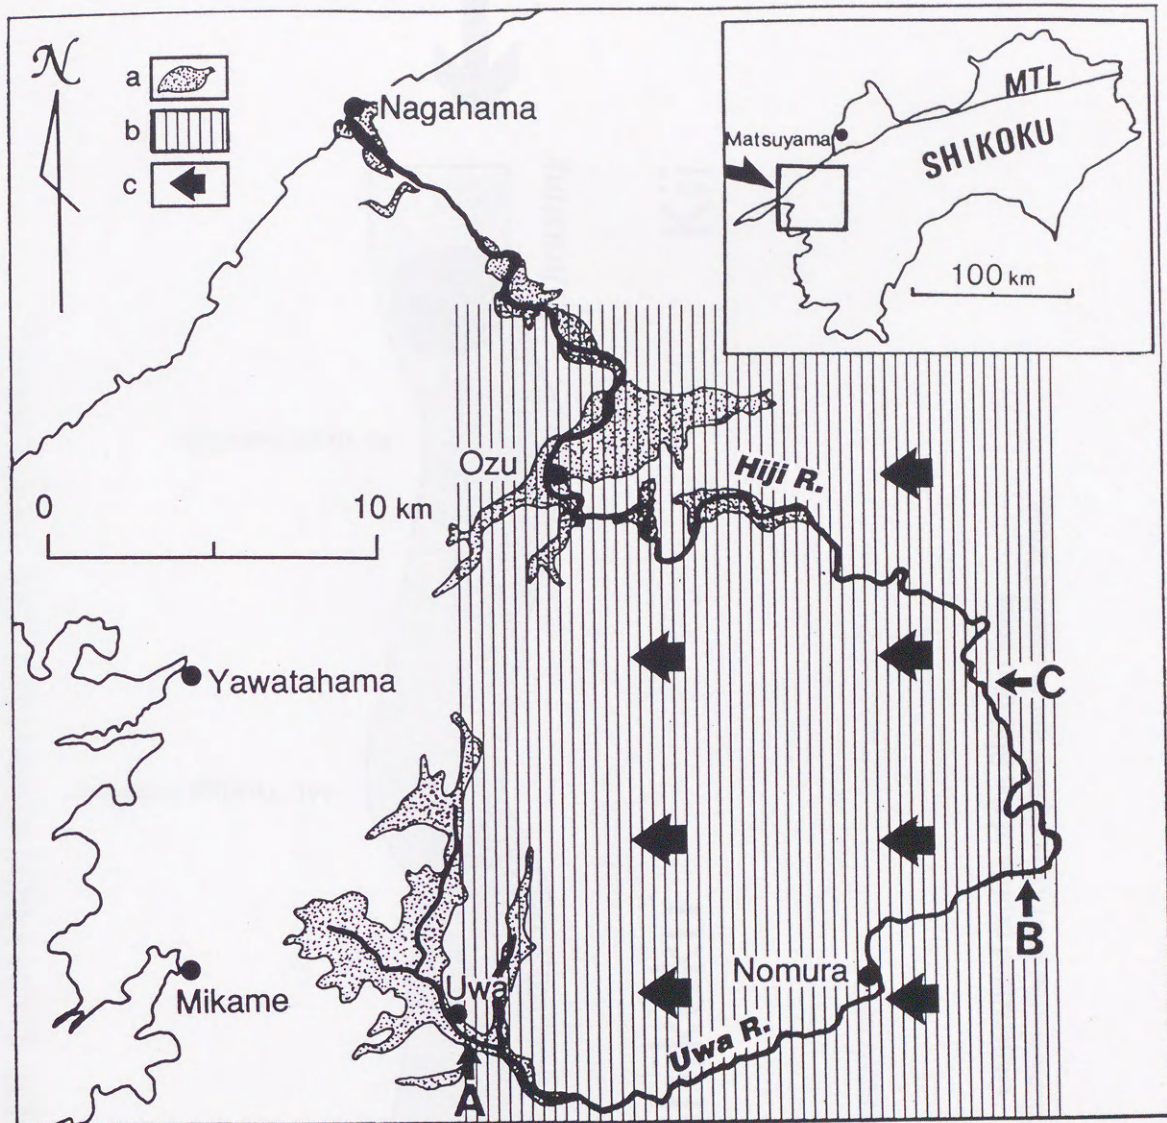 N
a
b
c
Nagahama
MTL
Matsuyama
SHIKOKU
100 km
Ozu
Hiji R.
0 10 km
Yawatahama
C
B
Nomura
Uwa
Mikame
Uwa R.
A